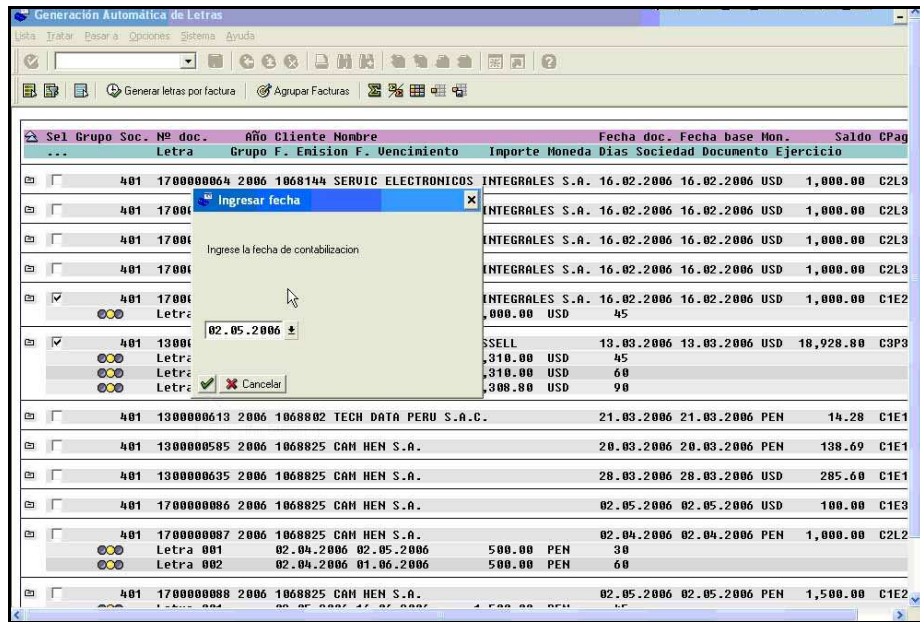 Generación Automática de Letras
Lista Tratar Pasar a Opciones Sistema Ayuda
Generar letras por factura Agrupar Facturas
Sel Grupo Soc. Nº doc. Año Cliente Nombre Fecha doc. Fecha base Mon. Saldo CPag
... Letra Grupo F. Emision F. Vencimiento Importe Moneda Dias Sociedad Documento Ejercicio
401 1700000064 2006 1068144 SERVIC ELECTRONICOS INTEGRALES S.A. 16.02.2006 16.02.2006 USD 1,000.00 C2L3
Ingresar fecha
401 1700 INTEGRALES S.A. 16.02.2006 16.02.2006 USD 1,000.00 C2L3
401 1700 INTEGRALES S.A. 16.02.2006 16.02.2006 USD 1,000.00 C2L3
Ingrese la fecha de contabilizacion
401 1700 INTEGRALES S.A. 16.02.2006 16.02.2006 USD 1,000.00 C2L3
401 1700 INTEGRALES S.A. 16.02.2006 16.02.2006 USD 1,000.00 C1E2
Letra ,000.00 USD 45
02.05.2006
401 1300 SSELL 13.03.2006 13.03.2006 USD 18,928.80 C3P3
Letra ,310.00 USD 45
Letra ,310.00 USD 60
Letra ,308.80 USD 90
Cancelar
401 1300000613 2006 1068802 TECH DATA PERU S.A.C. 21.03.2006 21.03.2006 PEN 14.28 C1E1
401 1300000585 2006 1068825 CAM HEN S.A. 20.03.2006 20.03.2006 PEN 138.69 C1E1
401 1300000635 2006 1068825 CAM HEN S.A. 28.03.2006 28.03.2006 USD 285.60 C1E1
401 1700000086 2006 1068825 CAM HEN S.A. 02.05.2006 02.05.2006 USD 100.00 C1E3
401 1700000087 2006 1068825 CAM HEN S.A. 02.04.2006 02.04.2006 PEN 1,000.00 C2L2
Letra 001 02.04.2006 02.05.2006 500.00 PEN 30
Letra 002 02.04.2006 01.06.2006 500.00 PEN 60
401 1700000088 2006 1068825 CAM HEN S.A. 02.05.2006 02.05.2006 PEN 1,500.00 C1E2